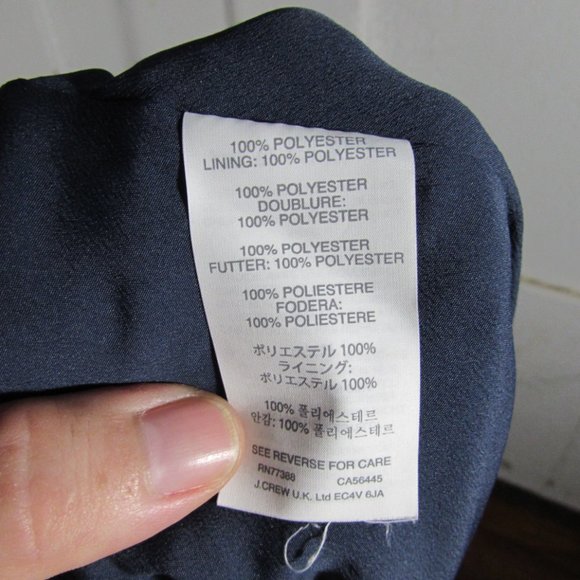 100% POLYESTER
LINING: 100% POLYESTER
100% POLYESTER
DOUBLURE:
100% POLYESTER
100% POLYESTER
FUTTER: 100% POLYESTER
100% POLIESTERE
FODERA:
100% POLIESTERE
ポリエステル 100%
ライニング:
ポリエステル 100%
100% 폴리에스테르
안감: 100% 폴리에스테르
SEE REVERSE FOR CARE
RN77388 CA56445
J.CREW U.K. Ltd EC4V 6JA